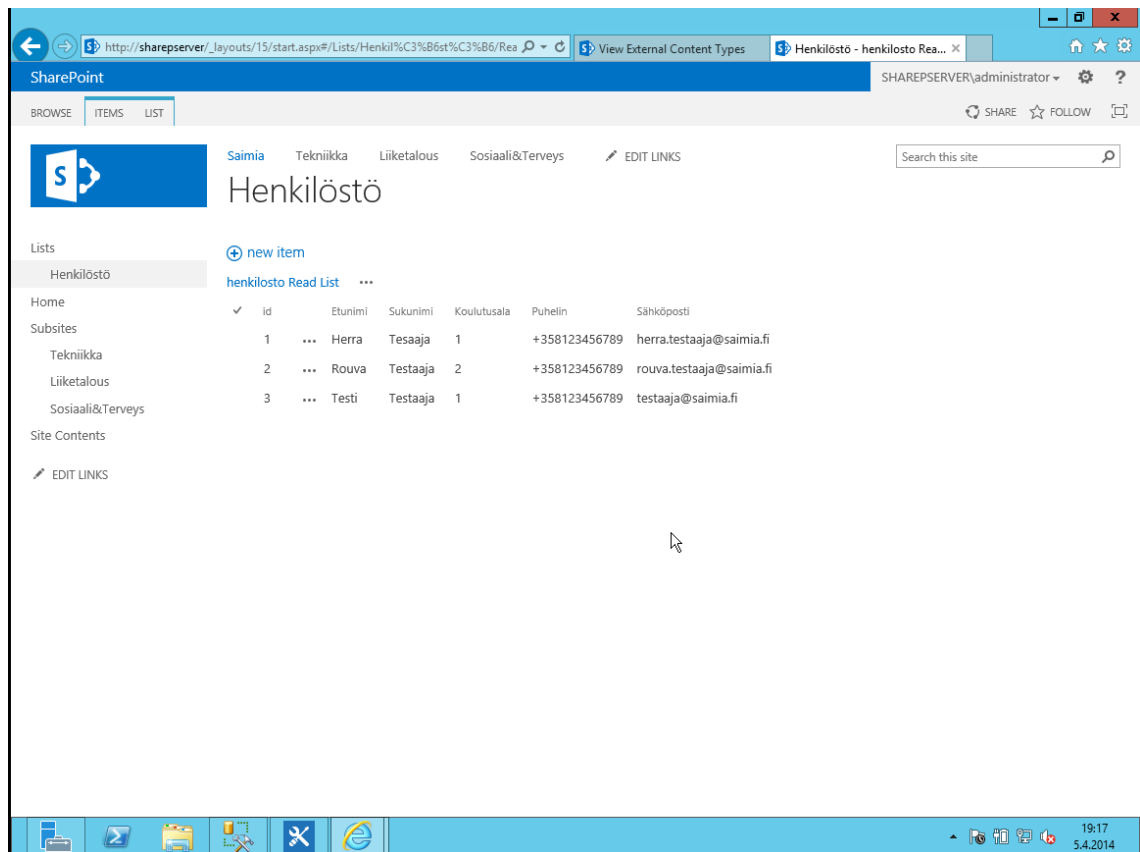 http://sharepserver/_layouts/15/start.aspx#/Lists/Henkil%C3%B6st%C3%B6/Rea
View External Content Types
Henkilöstö - henkilosto Rea...
SharePoint
SHAREPSERVER\administrator
?
BROWSE ITEMS LIST
SHARE FOLLOW
S
Saimia Tekniikka Liiketalous Sosiaali&Terveys EDIT LINKS
Search this site
Henkilöstö
Lists
Henkilöstö
Home
Subsites
Tekniikka
Liiketalous
Sosiaali&Terveys
Site Contents
EDIT LINKS
new item
henkilosto Read List ...
id Etunimi Sukunimi Koulutusala Puhelin Sähköposti
1 ... Herra Tesaaja 1 +358123456789 herra.testaaja@saimia.fi
2 ... Rouva Testaaja 2 +358123456789 rouva.testaaja@saimia.fi
3 ... Testi Testaaja 1 +358123456789 testaaja@saimia.fi
19:17
5.4.2014